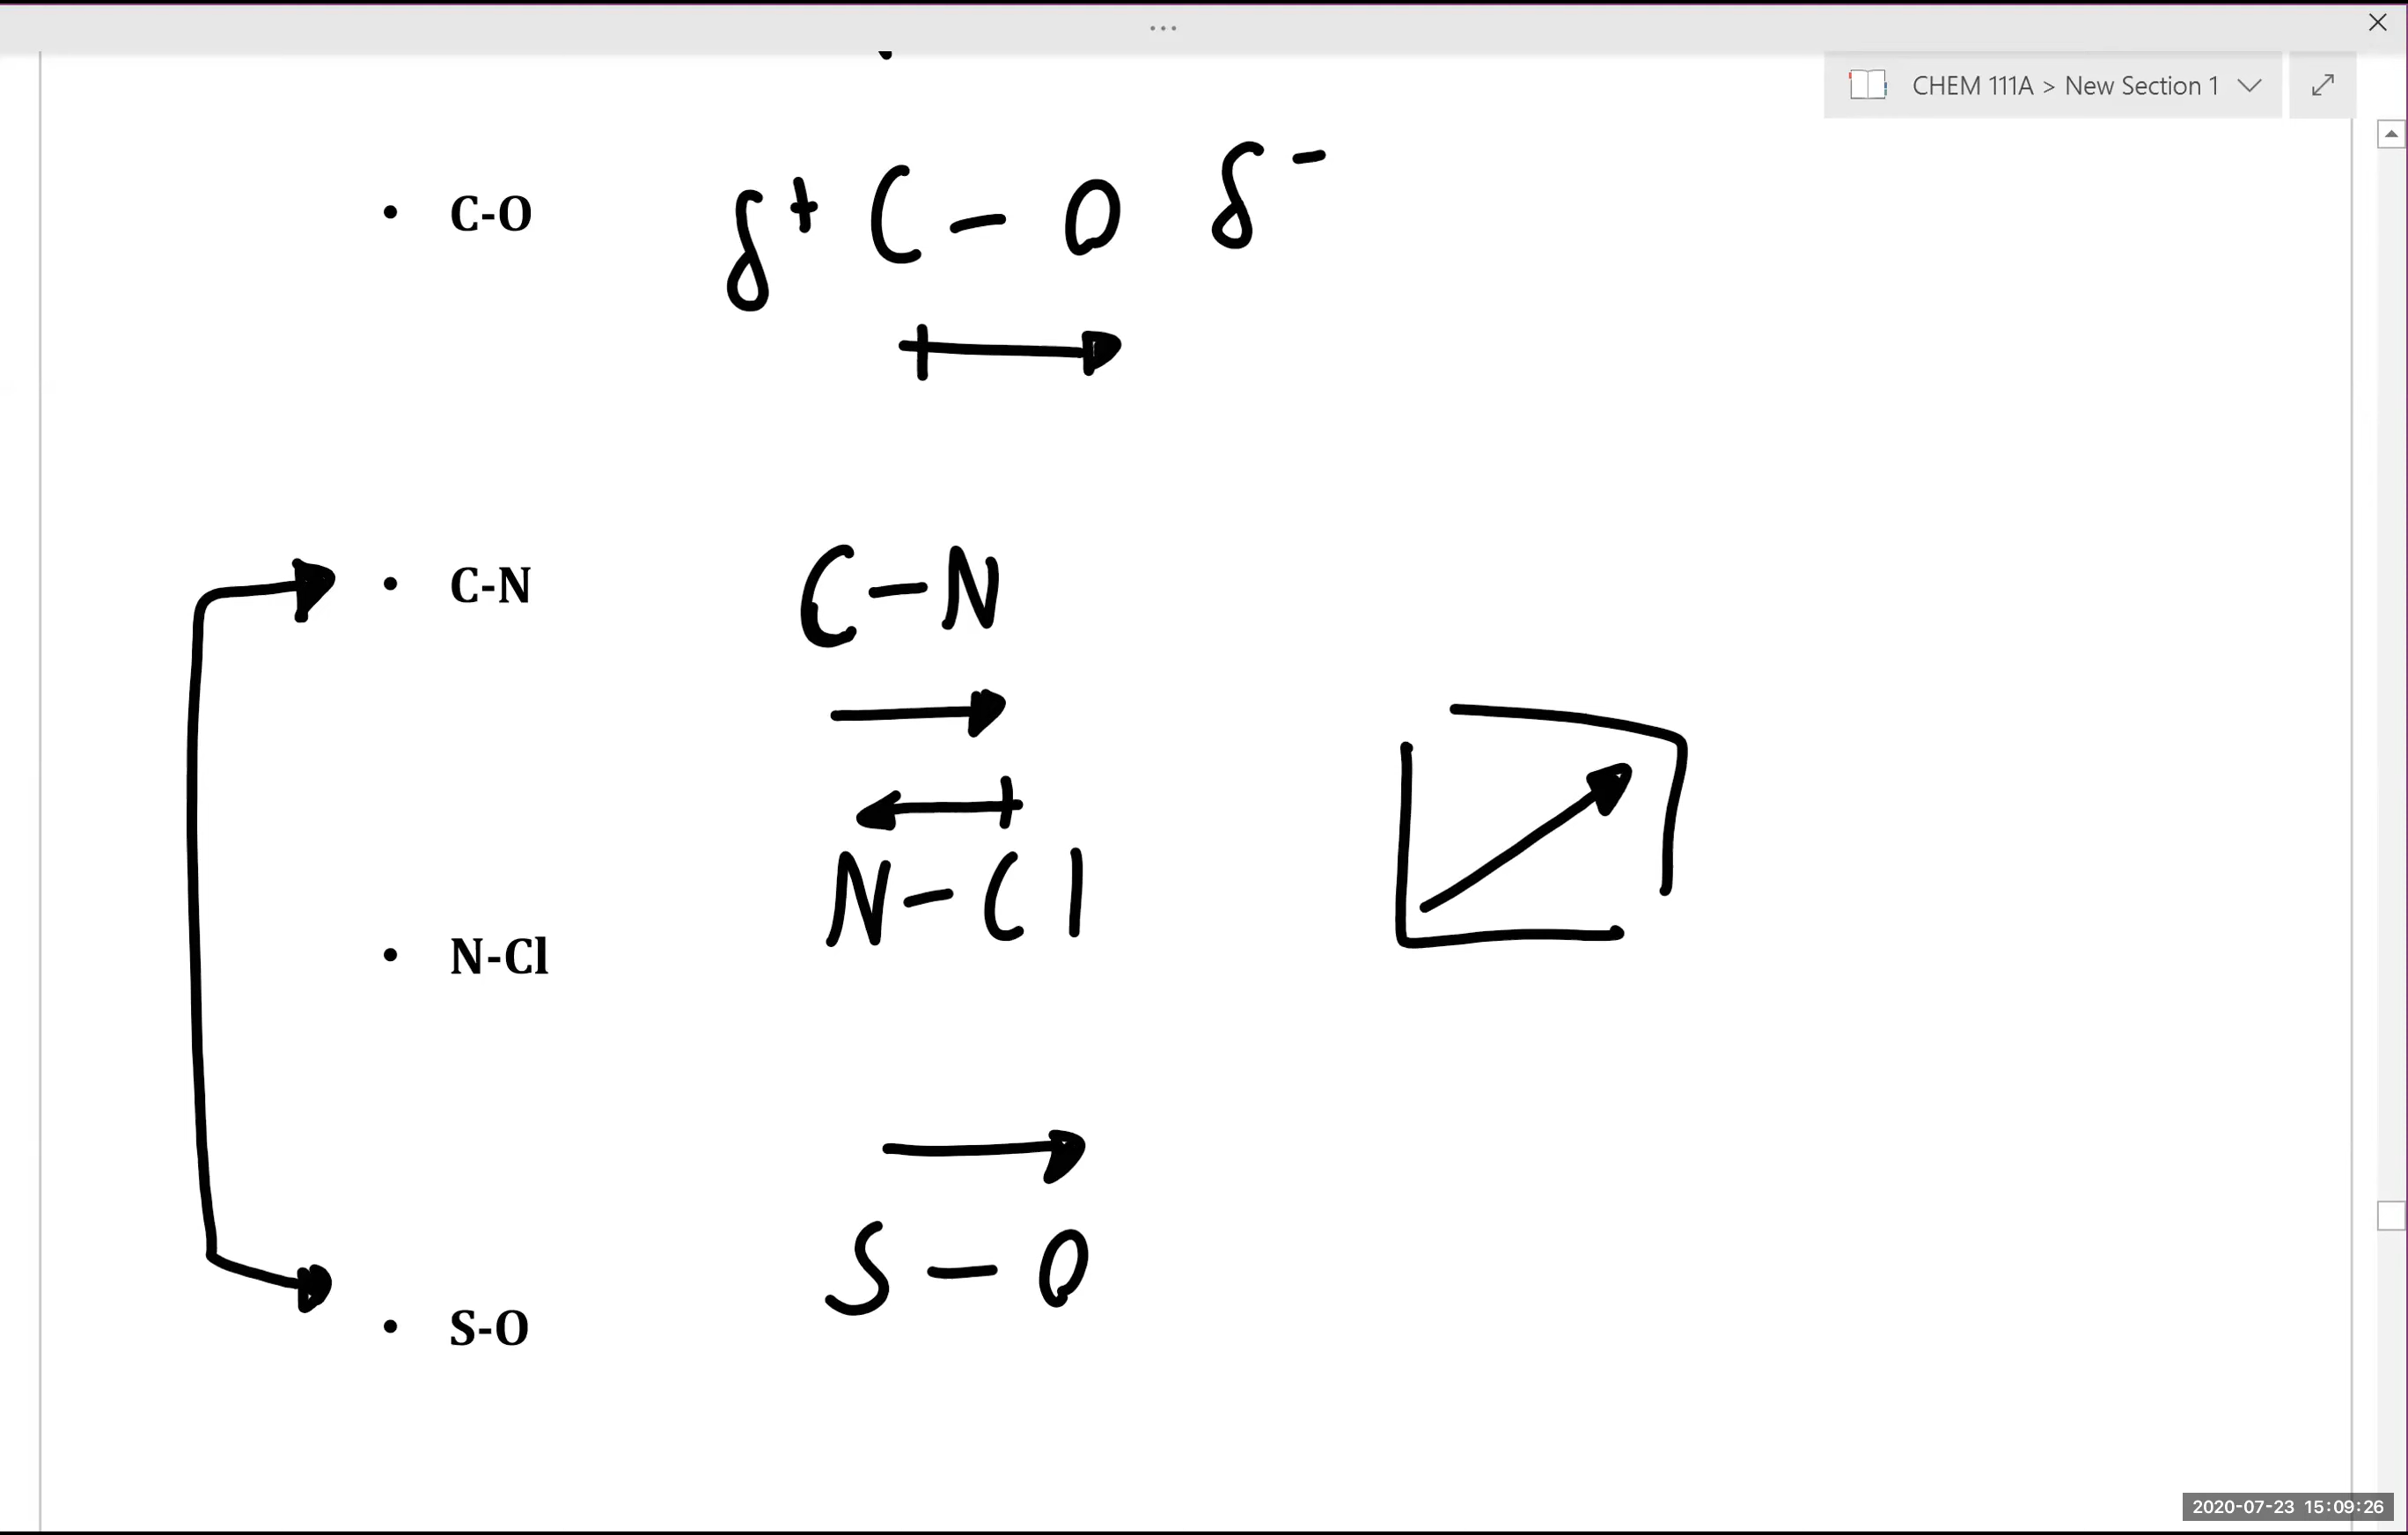 CHEM 111A > New Section 1
• C-O
δ+ C - O δ-
• C-N
C-N
N-Cl
• N-Cl
S-O
• S-O
2020-07-23 15:09:26